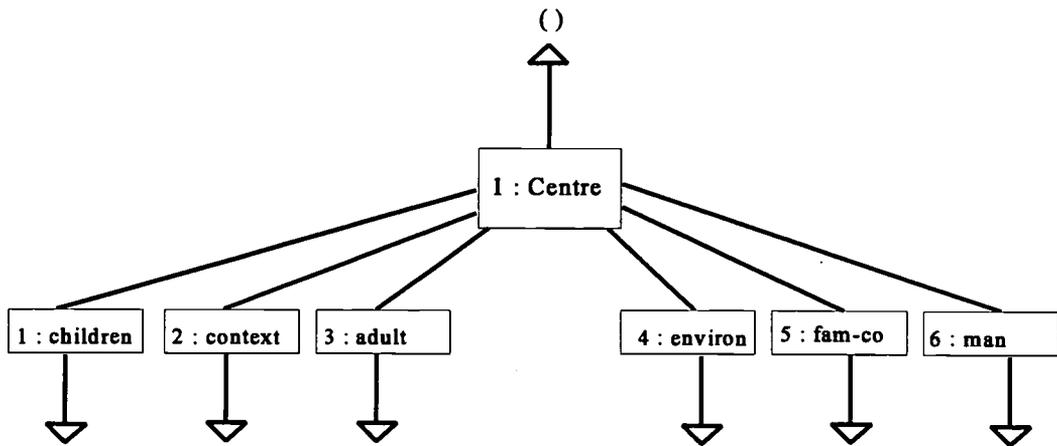 ()
1 : Centre
1 : children
2 : context
3 : adult
4 : environ
5 : fam-co
6 : man